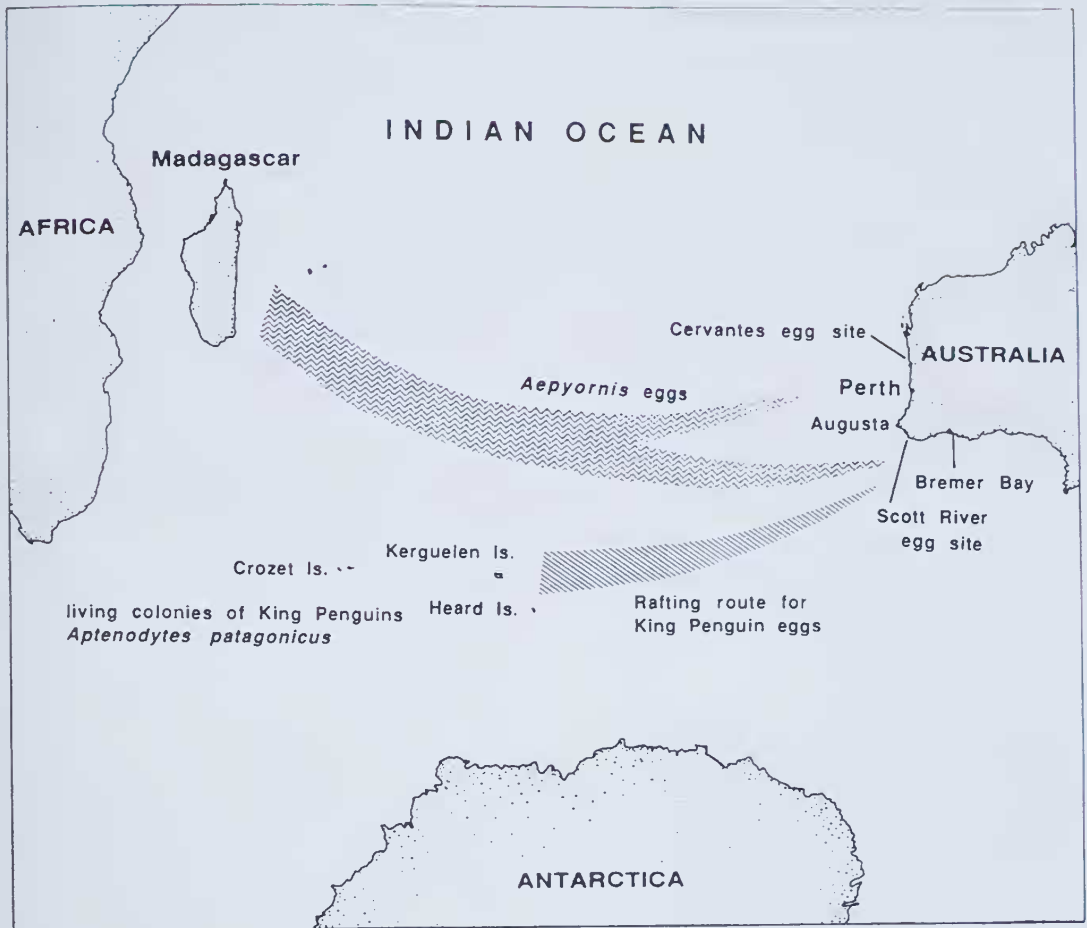 INDIAN OCEAN
Madagascar
AFRICA
Cervantes egg site
AUSTRALIA
Aepyornis eggs
Perth
Augusta
Bremer Bay
Scott River
egg site
Kerguelen Is.
Crozet Is.
living colonies of King Penguins
Aptenodytes patagonicus
Heard Is.
Rafting route for
King Penguin eggs
ANTARCTICA